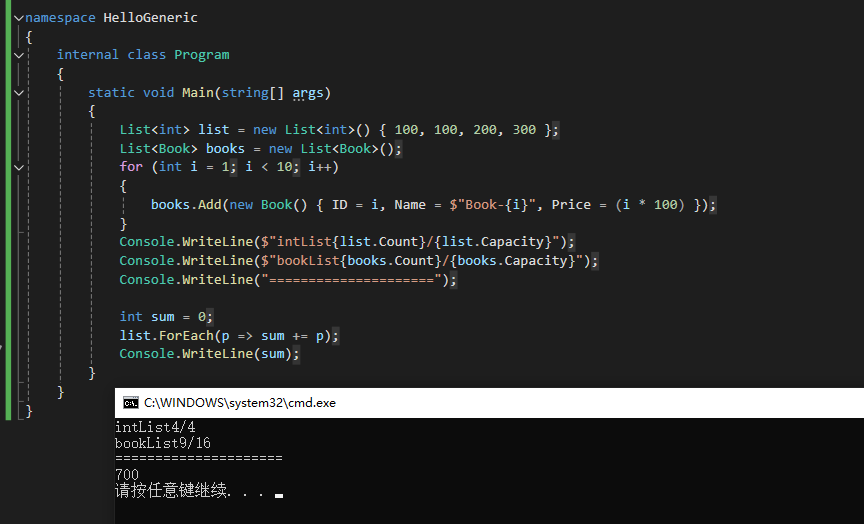 namespace HelloGeneric
{
    internal class Program
    {
        static void Main(string[] args)
        {
            List<int> list = new List<int>() { 100, 100, 200, 300 };
            List<Book> books = new List<Book>();
            for (int i = 1; i < 10; i++)
            {
                books.Add(new Book() { ID = i, Name = $"Book-{i}", Price = (i * 100) });
            }
            Console.WriteLine($"intList{list.Count}/{list.Capacity}");
            Console.WriteLine($"bookList{books.Count}/{books.Capacity}");
            Console.WriteLine("=====================");

            int sum = 0;
            list.ForEach(p => sum += p);
            Console.WriteLine(sum);
        }
    }
}
C:\WINDOWS\system32\cmd.exe
intList4/4
bookList9/16
=====================
700
请按任意键继续. . .